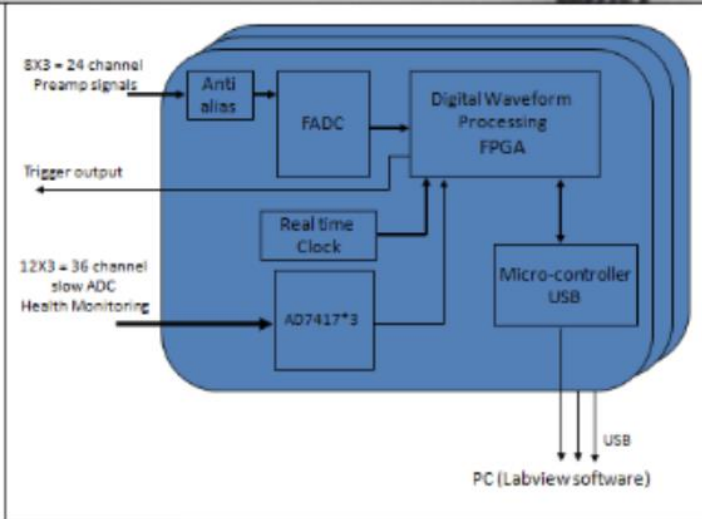 8X3 = 24 channel
Preamp signals
Anti
alias
FADC
Digital Waveform
Processing
FPGA
Trigger output
Real time
Clock
12X3 = 36 channel
slow ADC
Health Monitoring
AD7417*3
Micro-controller
USB
USB
PC (Labview software)